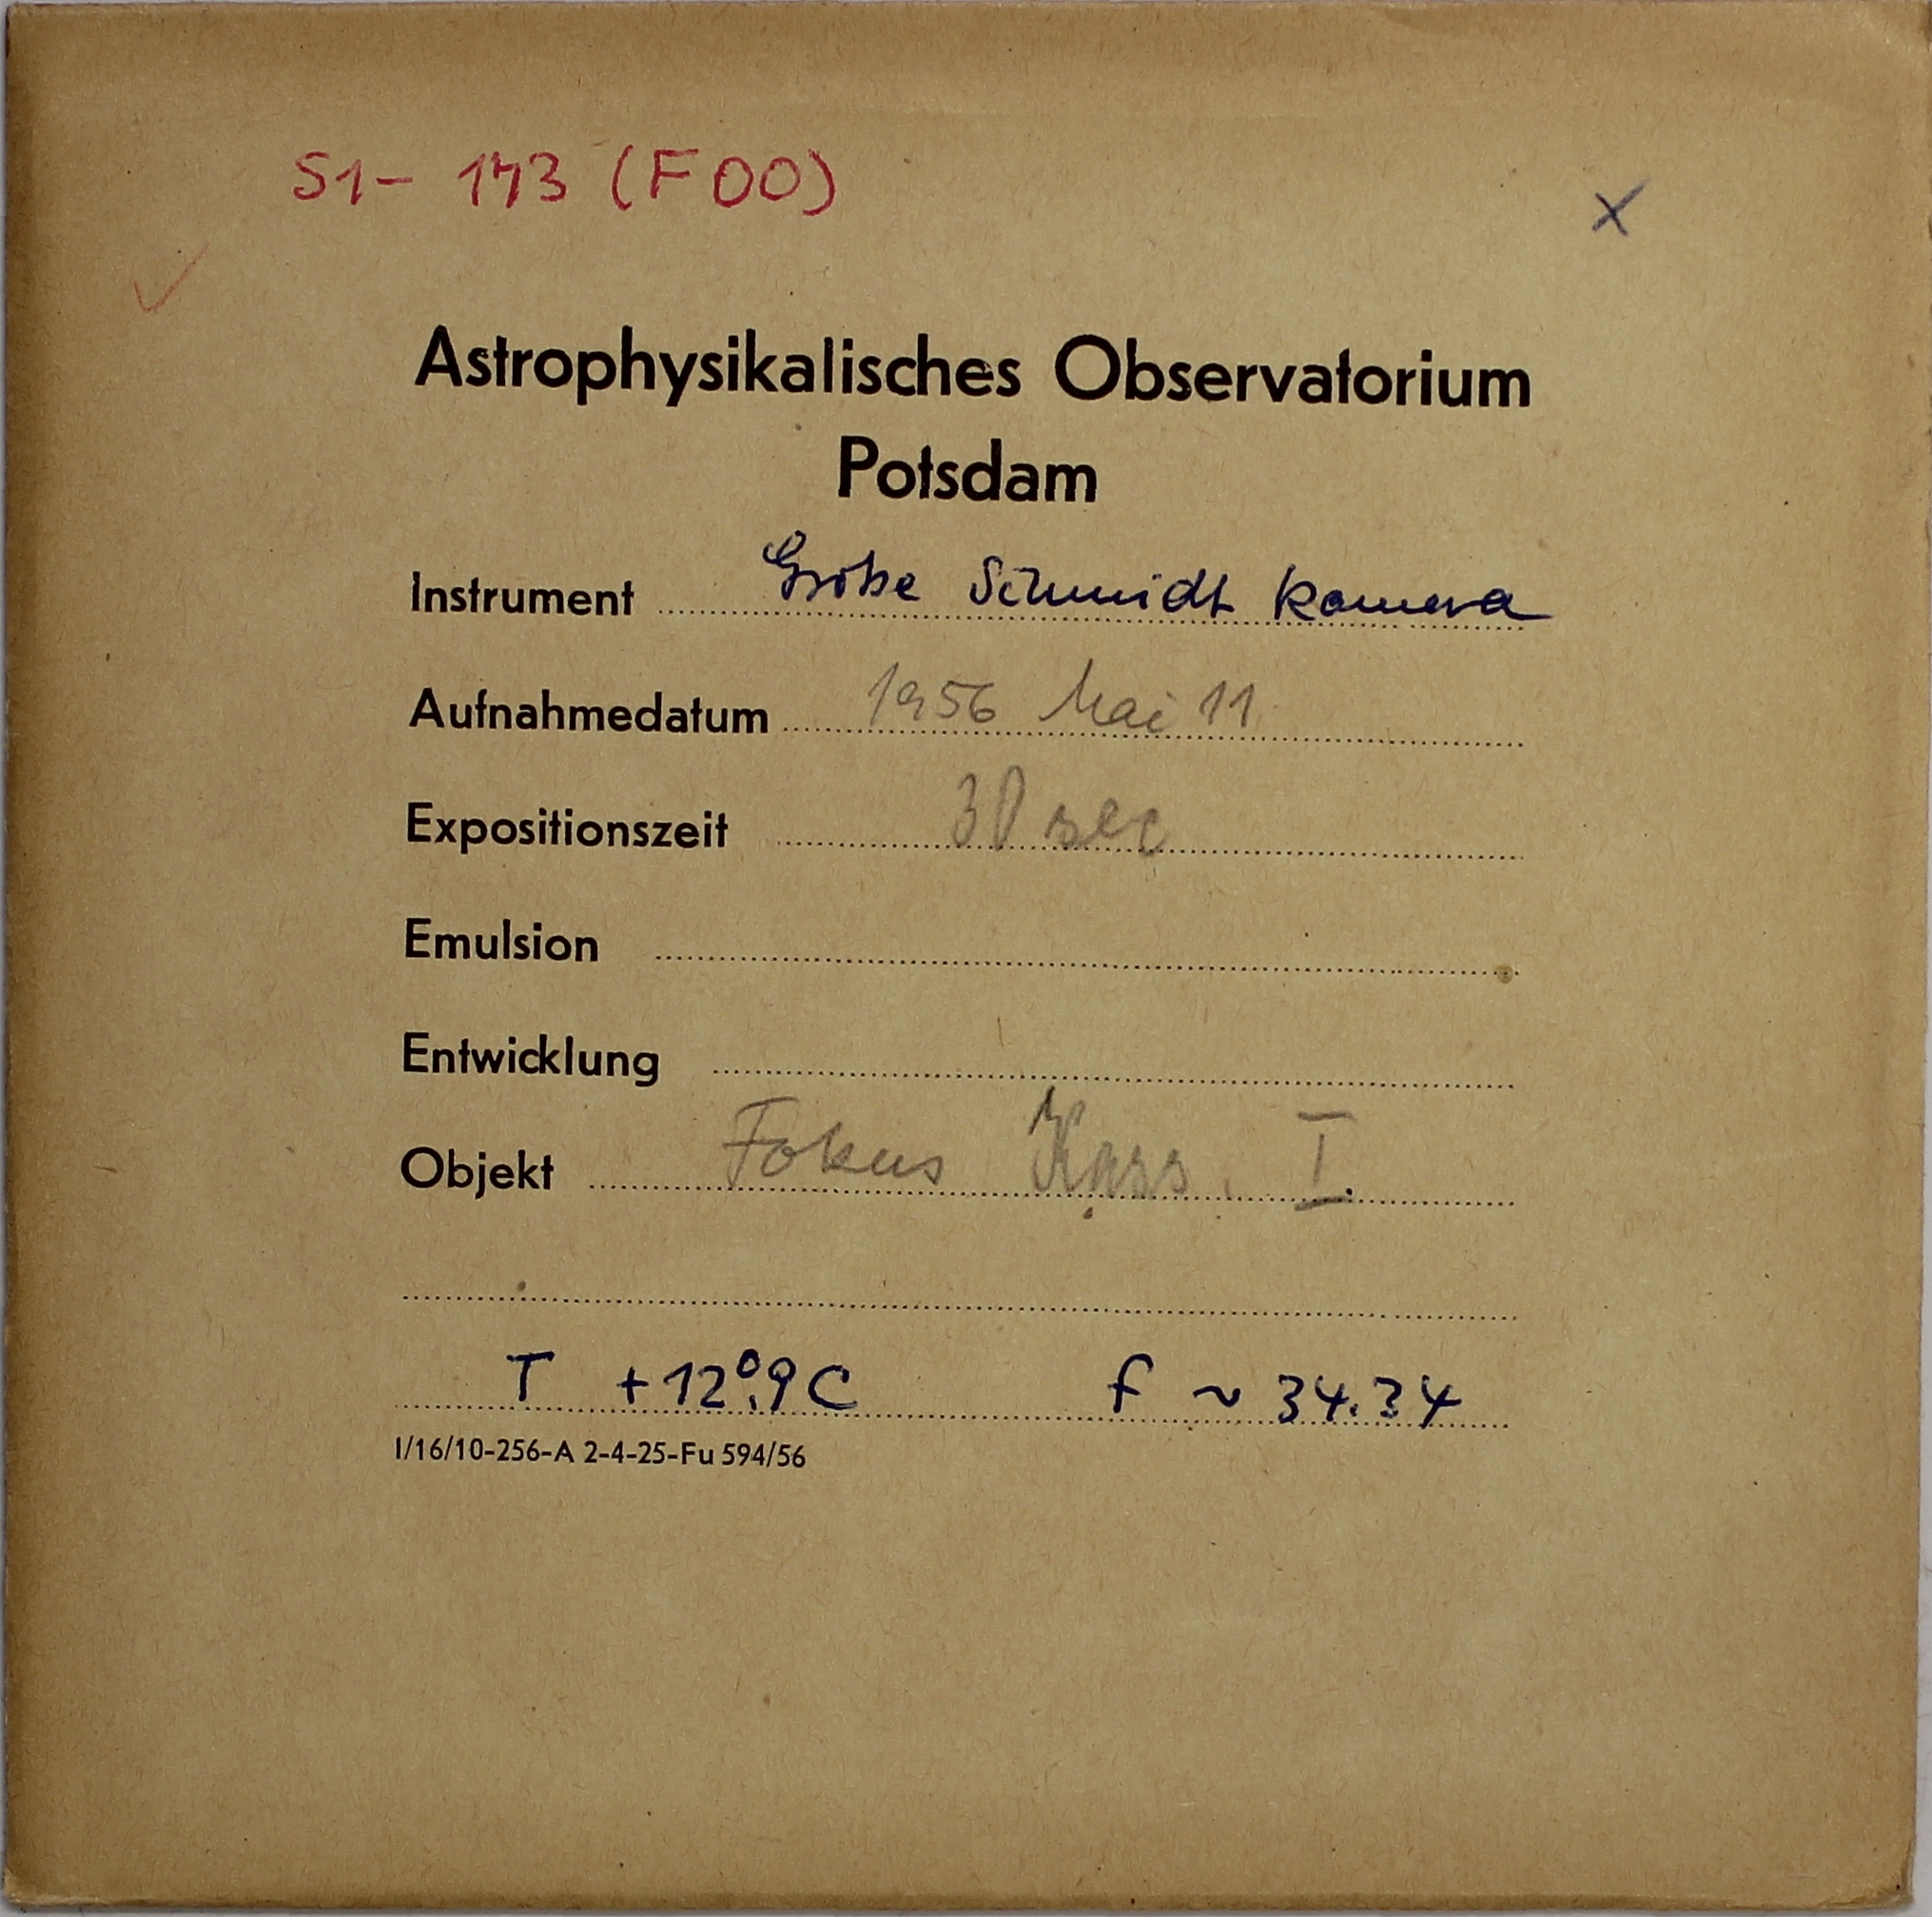 S1- 173 (F00)
x
Astrophysikalisches Observatorium
Potsdam
Instrument Große Schmidt Kamera
Aufnahmedatum 1956 Mai 11
Expositionszeit 30 sec
Emulsion
Entwicklung
Objekt Fokus Kass. I
T +12°.9 C f ~ 34.34
I/16/10-256-A 2-4-25-Fu 594/56